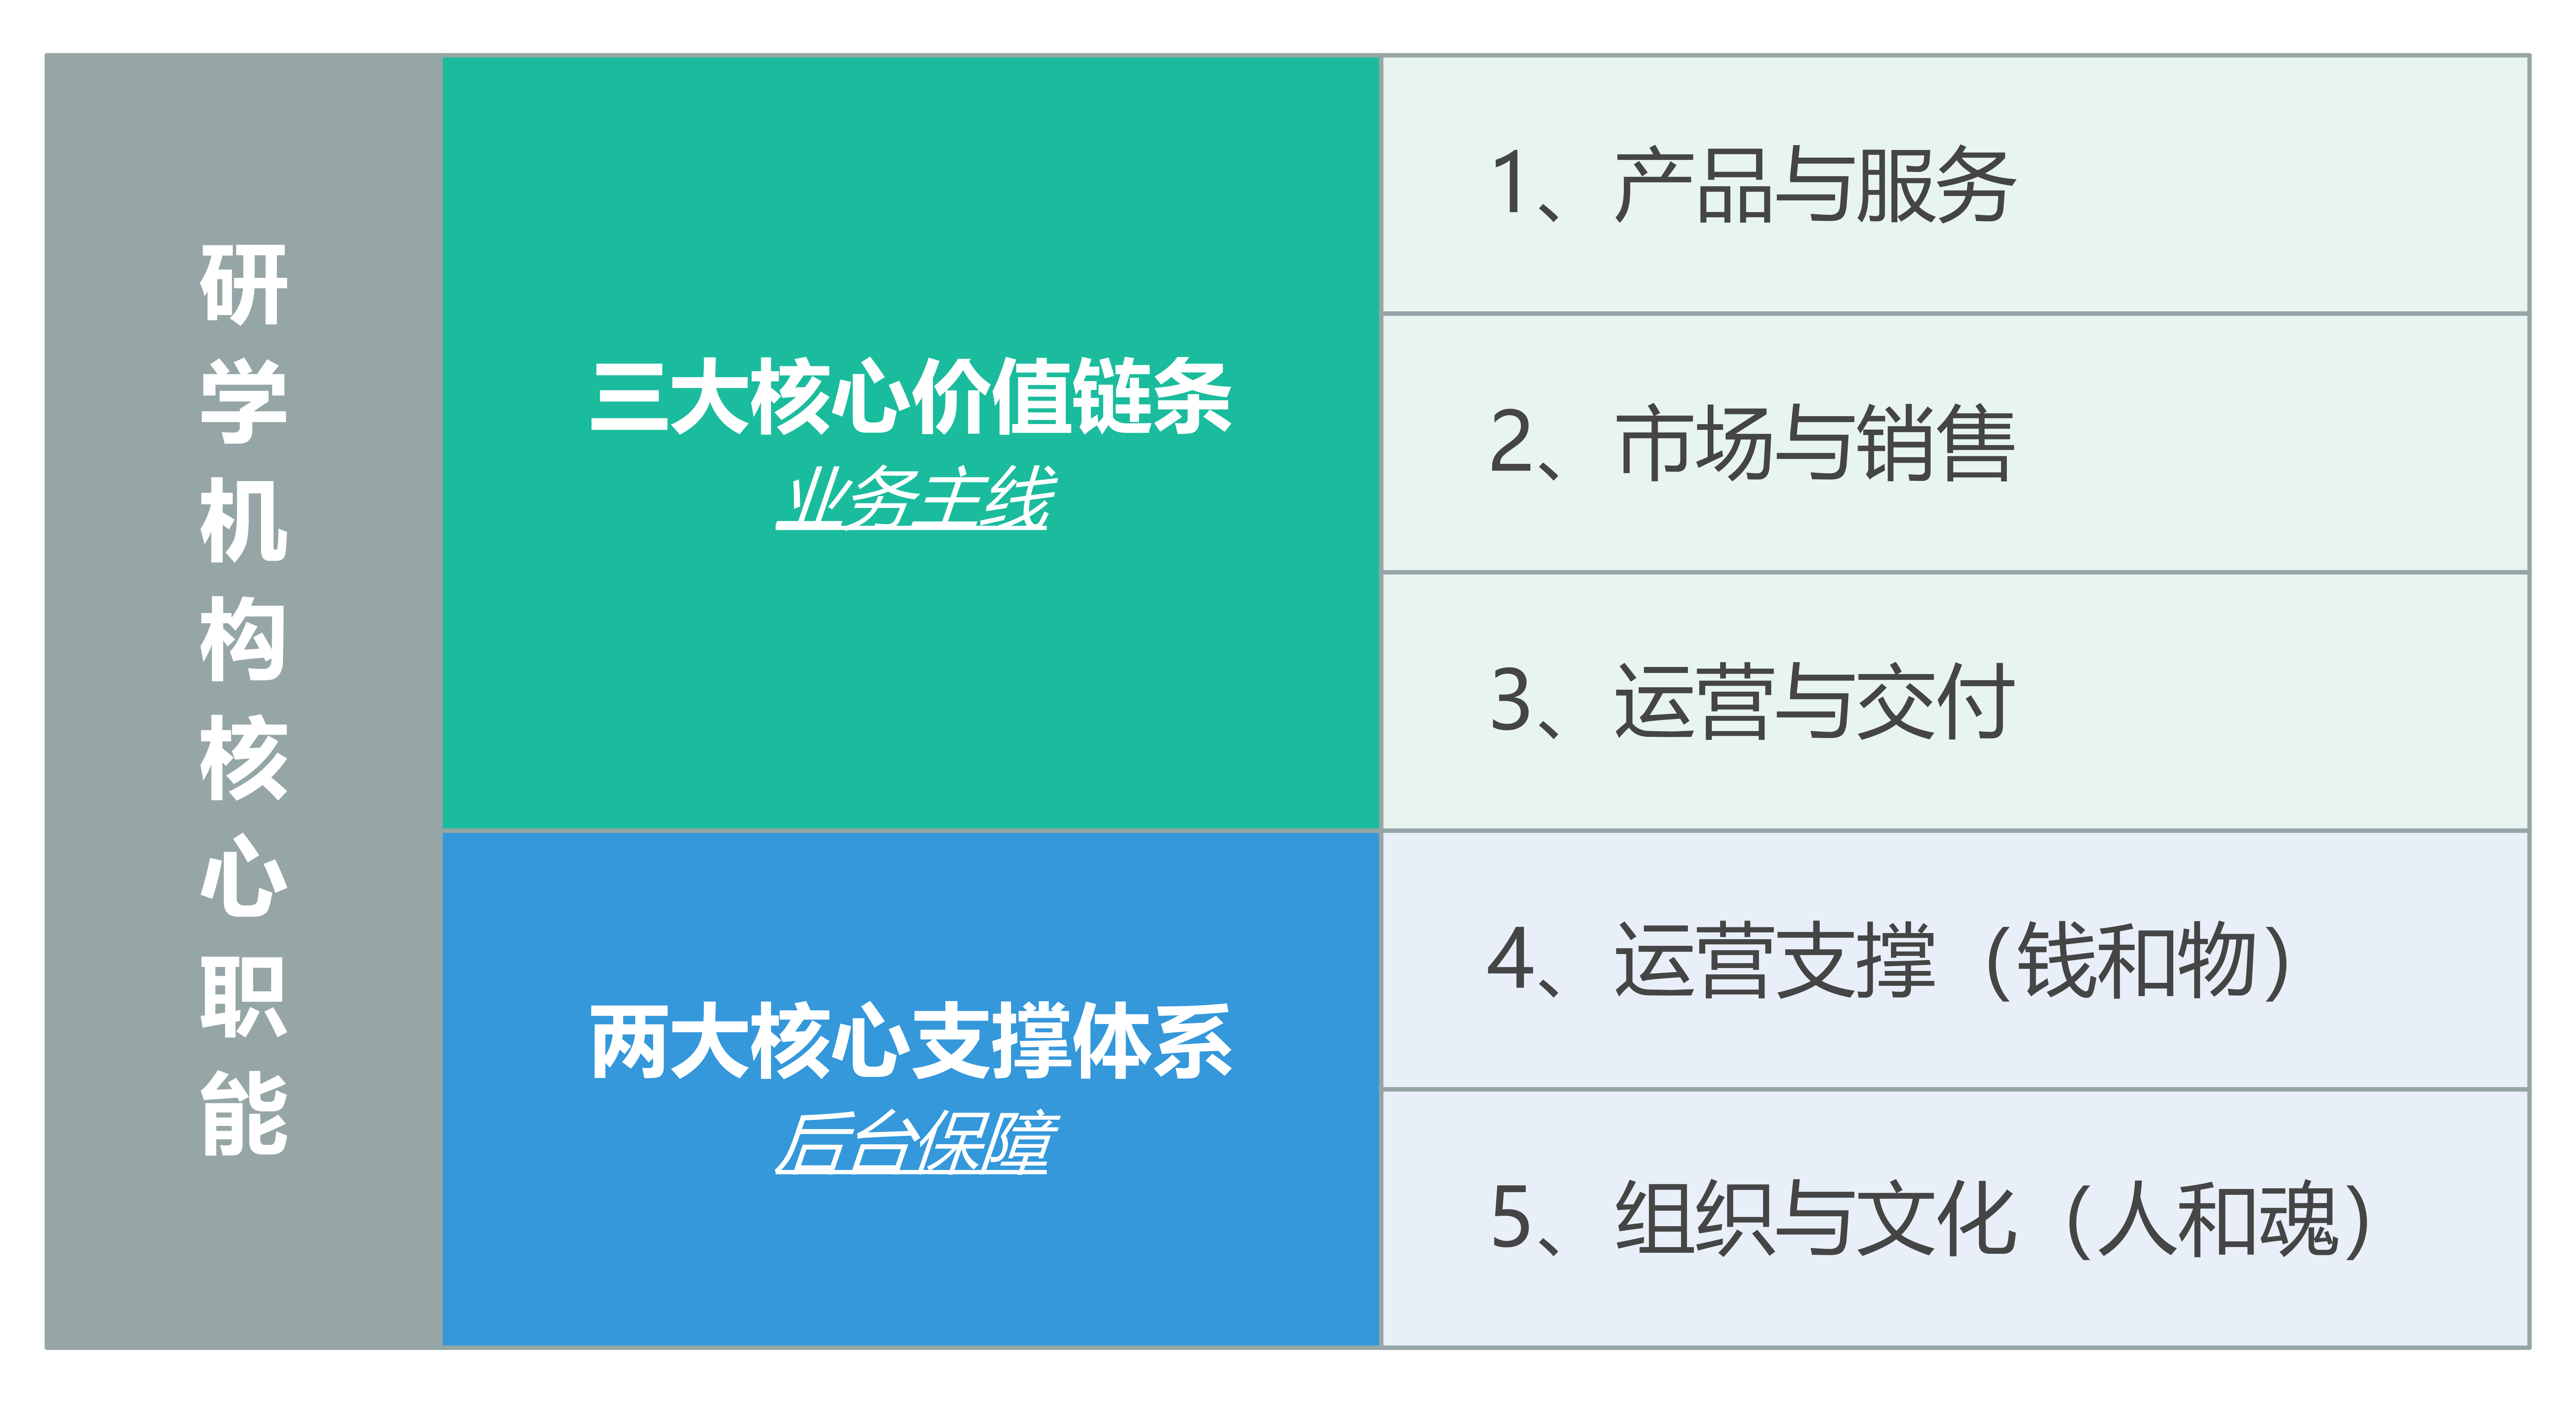 研学机构核心职能
三大核心价值链条
业务主线
1、产品与服务
2、市场与销售
3、运营与交付
两大核心支撑体系
后台保障
4、运营支撑（钱和物）
5、组织与文化（人和魂）